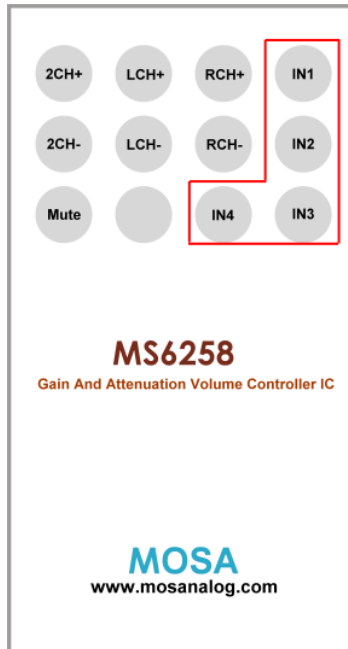 2CH+ LCH+ RCH+ IN1
2CH- LCH- RCH- IN2
Mute IN4 IN3
MS6258
Gain And Attenuation Volume Controller IC
MOSA
www.mosanalog.com